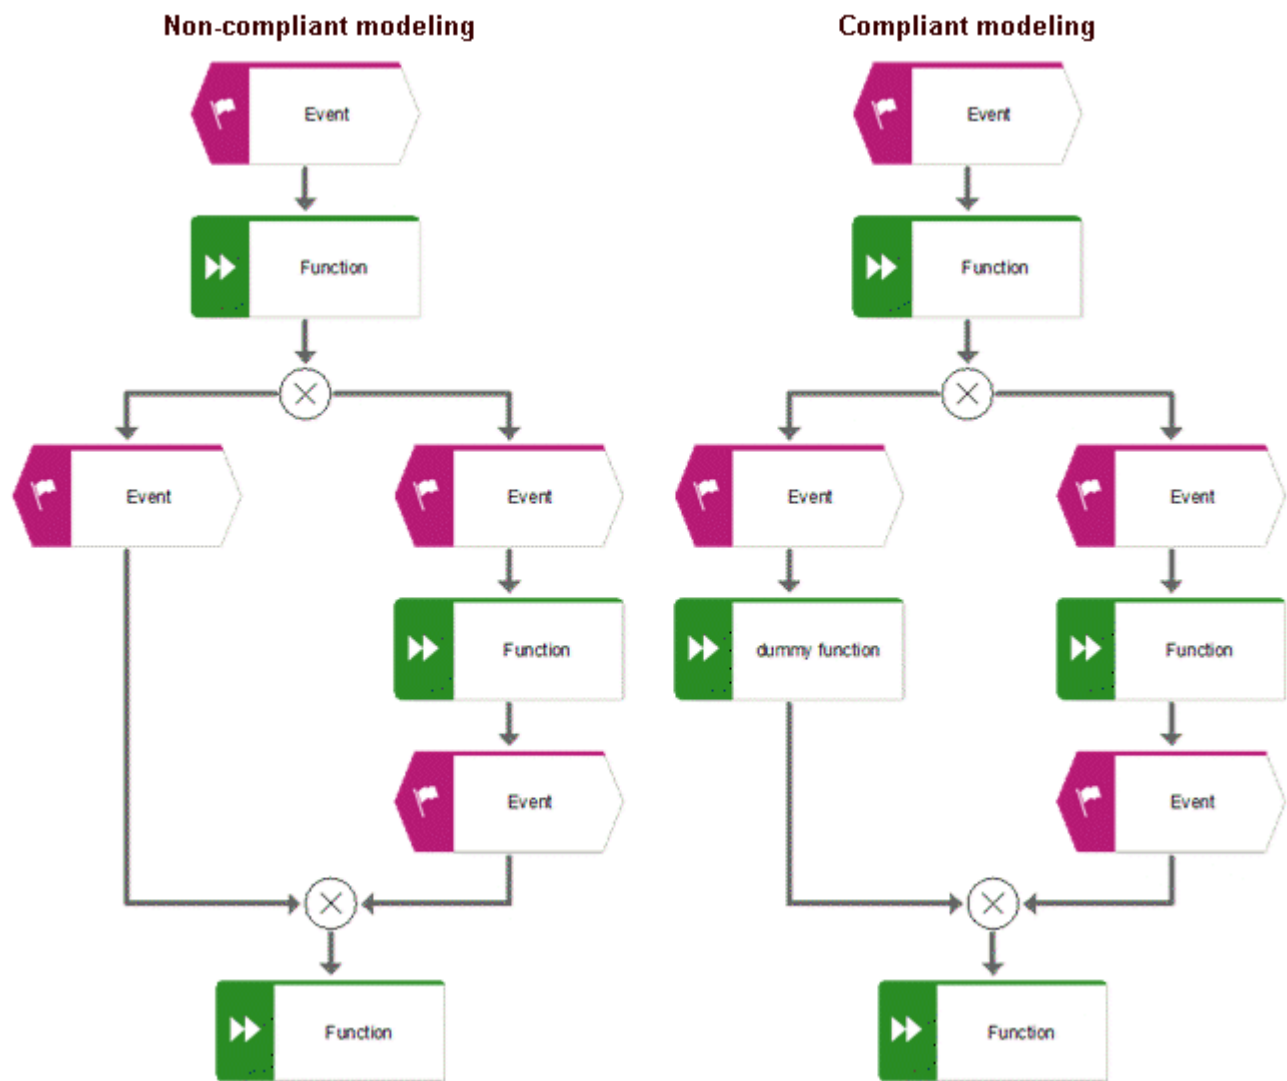 Non-compliant modeling
Compliant modeling
Event
Event
Function
Function
Event
Event
Event
Event
Function
dummy function
Function
Event
Event
Function
Function